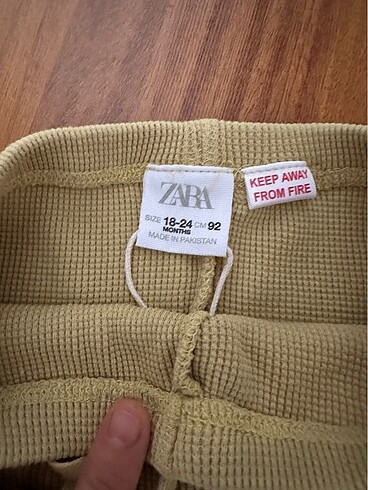 ZARA
SIZE 18-24 CM 92
MONTHS
MADE IN PAKISTAN
KEEP AWAY
FROM FIRE